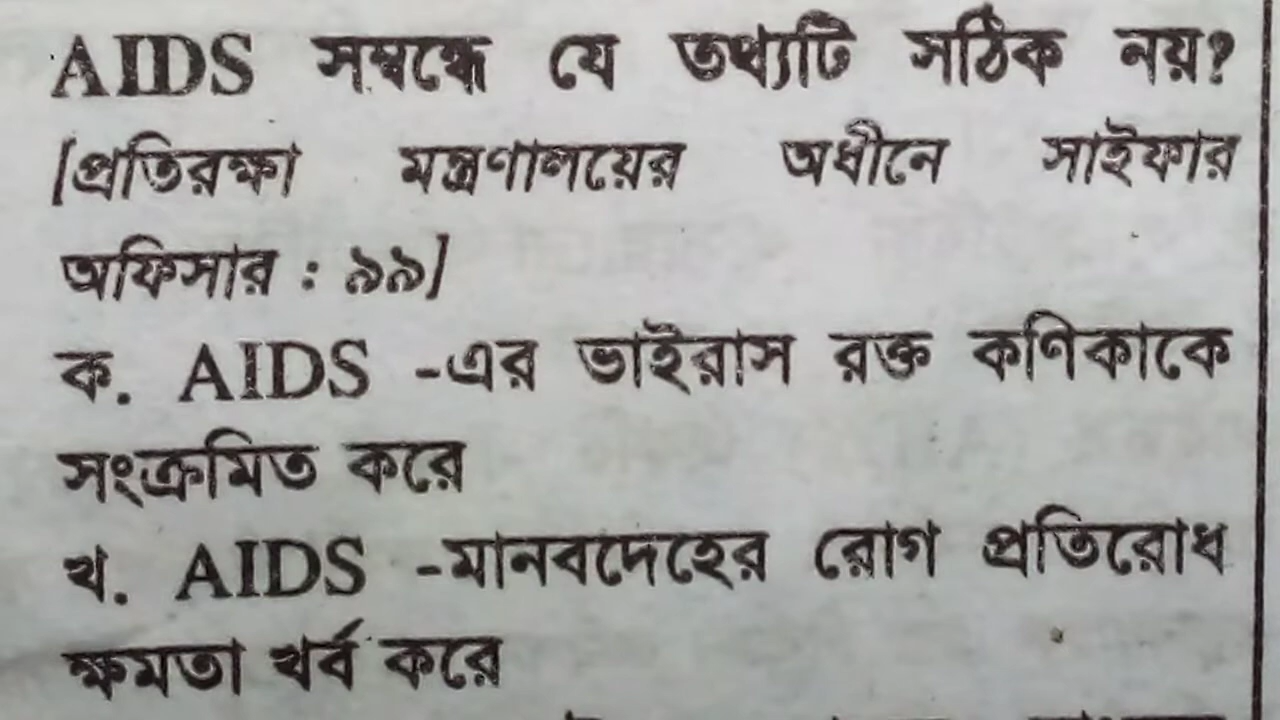 AIDS সম্বন্ধে যে তথ্যটি সঠিক নয়?
[প্রতিরক্ষা মন্ত্রণালয়ের অধীনে সাইফার
অফিসার : ৯৯]
ক. AIDS -এর ভাইরাস রক্ত কণিকাকে
সংক্রমিত করে
খ. AIDS -মানবদেহের রোগ প্রতিরোধ
ক্ষমতা খর্ব করে